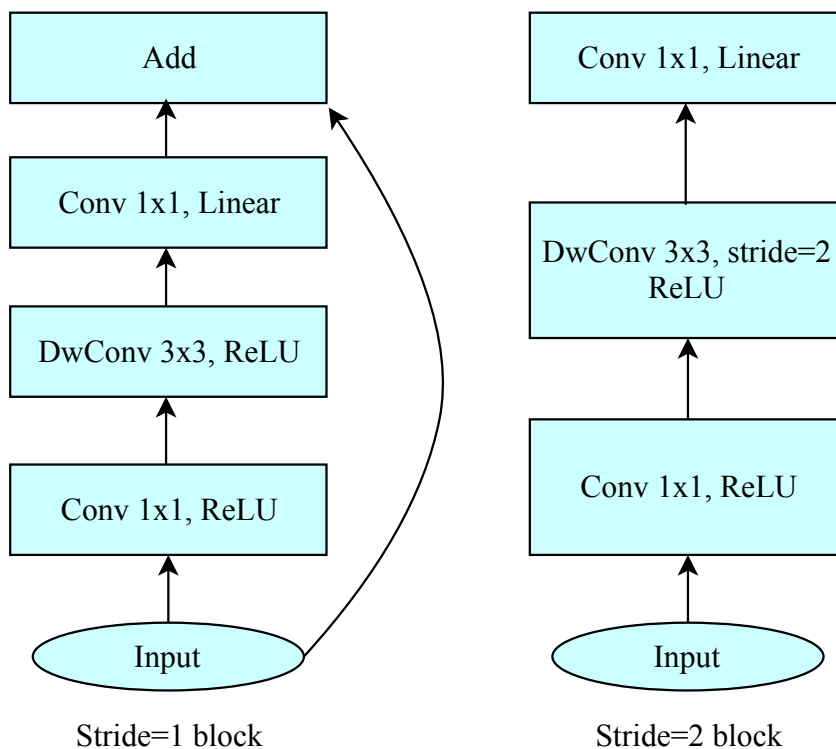 Add
Conv 1x1, Linear
DwConv 3x3, ReLU
Conv 1x1, ReLU
Input
Stride=1 block
Conv 1x1, Linear
DwConv 3x3, stride=2
ReLU
Conv 1x1, ReLU
Input
Stride=2 block